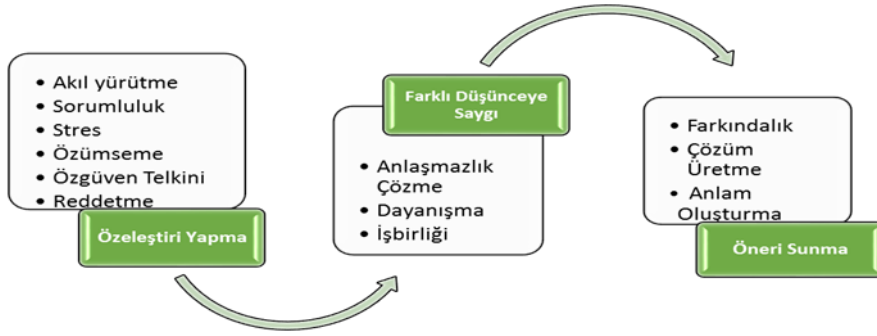 • Akıl yürütme
• Sorumluluk
• Stres
• Özümseme
• Özgüven Telkini
• Reddetme
Özeleştiri Yapma
Farklı Düşünceye
Saygı
• Anlaşmazlık
Çözme
• Dayanışma
• İşbirliği
• Farkındalık
• Çözüm
Üretme
• Anlam
Oluşturma
Öneri Sunma